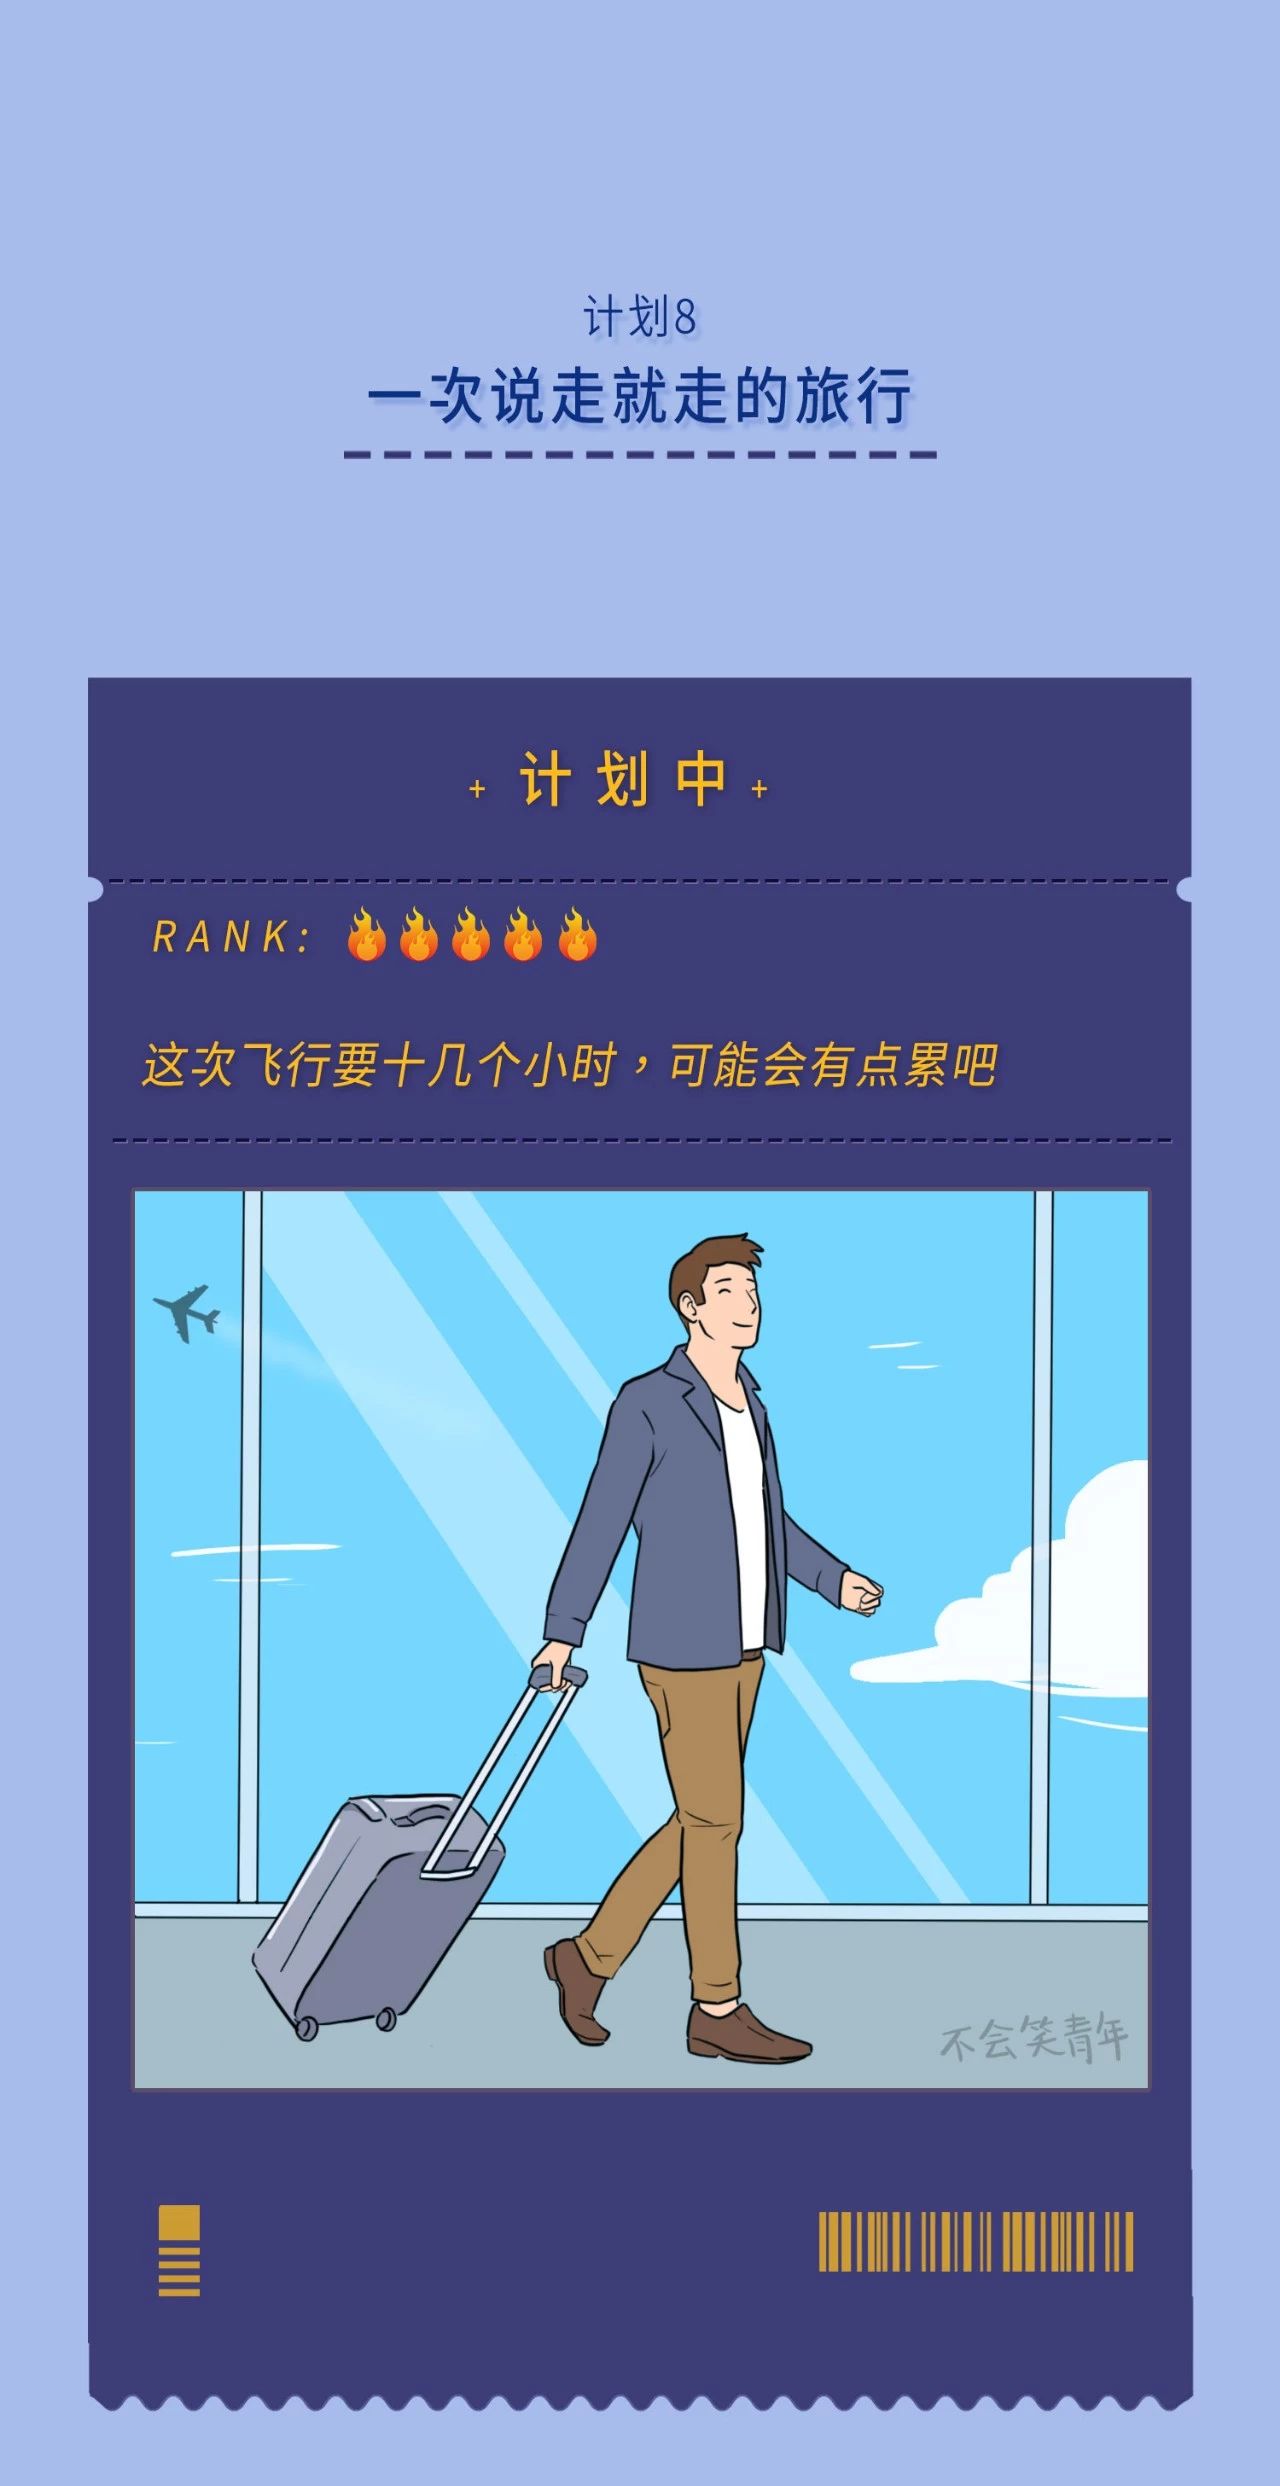 计划8
一次说走就走的旅行
+ 计划中 +
RANK: 🔥🔥🔥🔥🔥
这次飞行要十几个小时，可能会有点累吧
不会笑青年